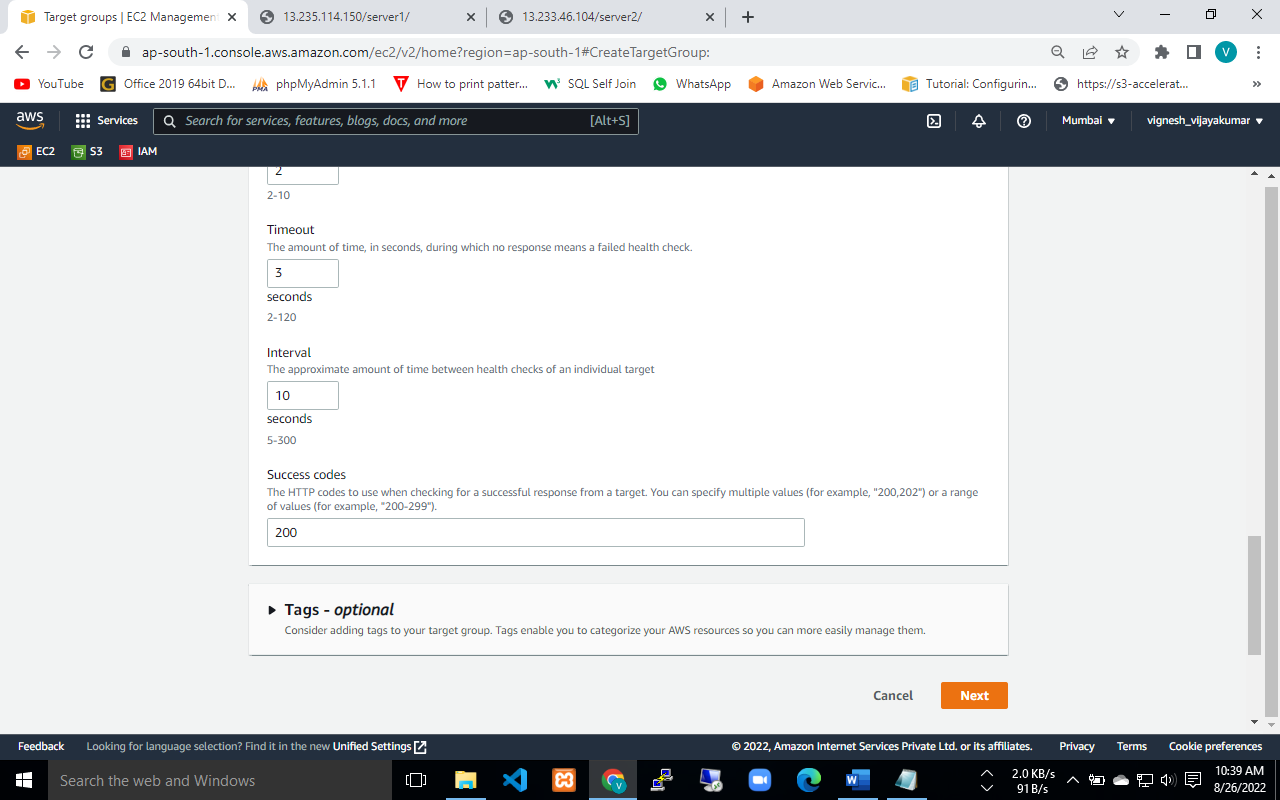 Target groups | EC2 Management
13.235.114.150/server1/
13.233.46.104/server2/
ap-south-1.console.aws.amazon.com/ec2/v2/home?region=ap-south-1#CreateTargetGroup:
V
YouTube
Office 2019 64bit D...
phpMyAdmin 5.1.1
How to print patter...
SQL Self Join
WhatsApp
Amazon Web Servic...
Tutorial: Configurin...
https://s3-accelerat...
»
aws
Services
Search for services, features, blogs, docs, and more
[Alt+S]
Mumbai
vignesh_vijayakumar
EC2
S3
IAM
2
2-10
Timeout
The amount of time, in seconds, during which no response means a failed health check.
3
seconds
2-120
Interval
The approximate amount of time between health checks of an individual target
10
seconds
5-300
Success codes
The HTTP codes to use when checking for a successful response from a target. You can specify multiple values (for example, "200,202") or a range
of values (for example, "200-299").
200
Tags - optional
Consider adding tags to your target group. Tags enable you to categorize your AWS resources so you can more easily manage them.
Cancel
Next
Feedback
Looking for language selection? Find it in the new Unified Settings
© 2022, Amazon Internet Services Private Ltd. or its affiliates.
Privacy
Terms
Cookie preferences
Search the web and Windows
2.0 KB/s
91 B/s
10:39 AM
8/26/2022